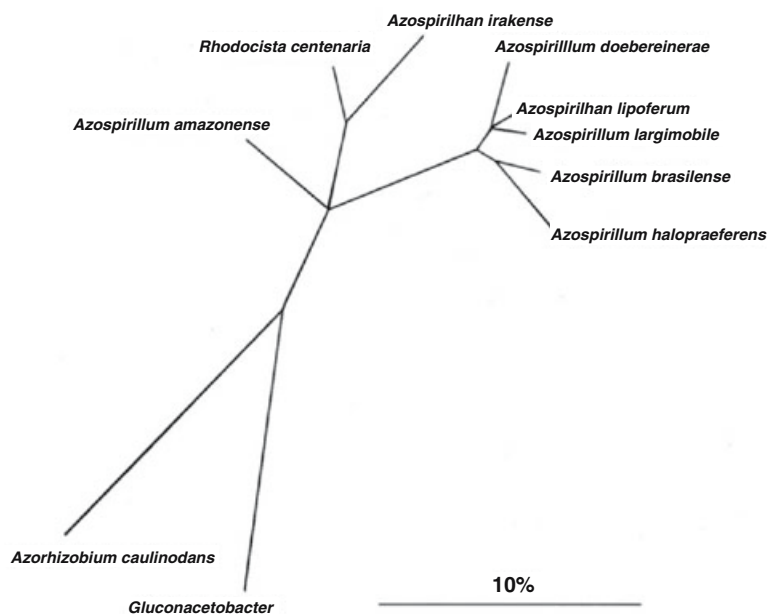 Azospirilhan irakense
Rhodocista centenaria
Azospirilllum doebereinerae
Azospirilhan lipoferum
Azospirillum amazonense
Azospirillum largimobile
Azospirillum brasilense
Azospirillum halopraeferens
Azorhizobium caulinodans
10%
Gluconacetobacter